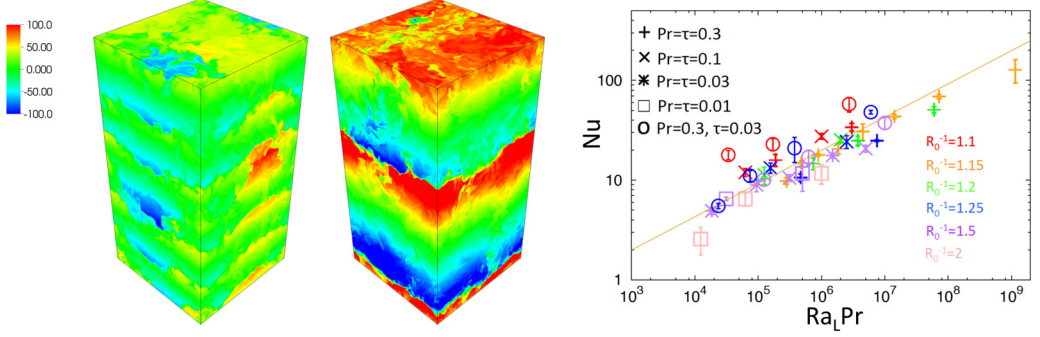 100.0
50.00
0.000
-50.00
-100.0
Nu
100
10
1
+ Pr=τ=0.3
× Pr=τ=0.1
✳ Pr=τ=0.03
□ Pr=τ=0.01
O Pr=0.3, τ=0.03
R₀⁻¹=1.1
R₀⁻¹=1.15
R₀⁻¹=1.2
R₀⁻¹=1.25
R₀⁻¹=1.5
R₀⁻¹=2
10³ 10⁴ 10⁵ 10⁶ 10⁷ 10⁸ 10⁹
Ra_LPr